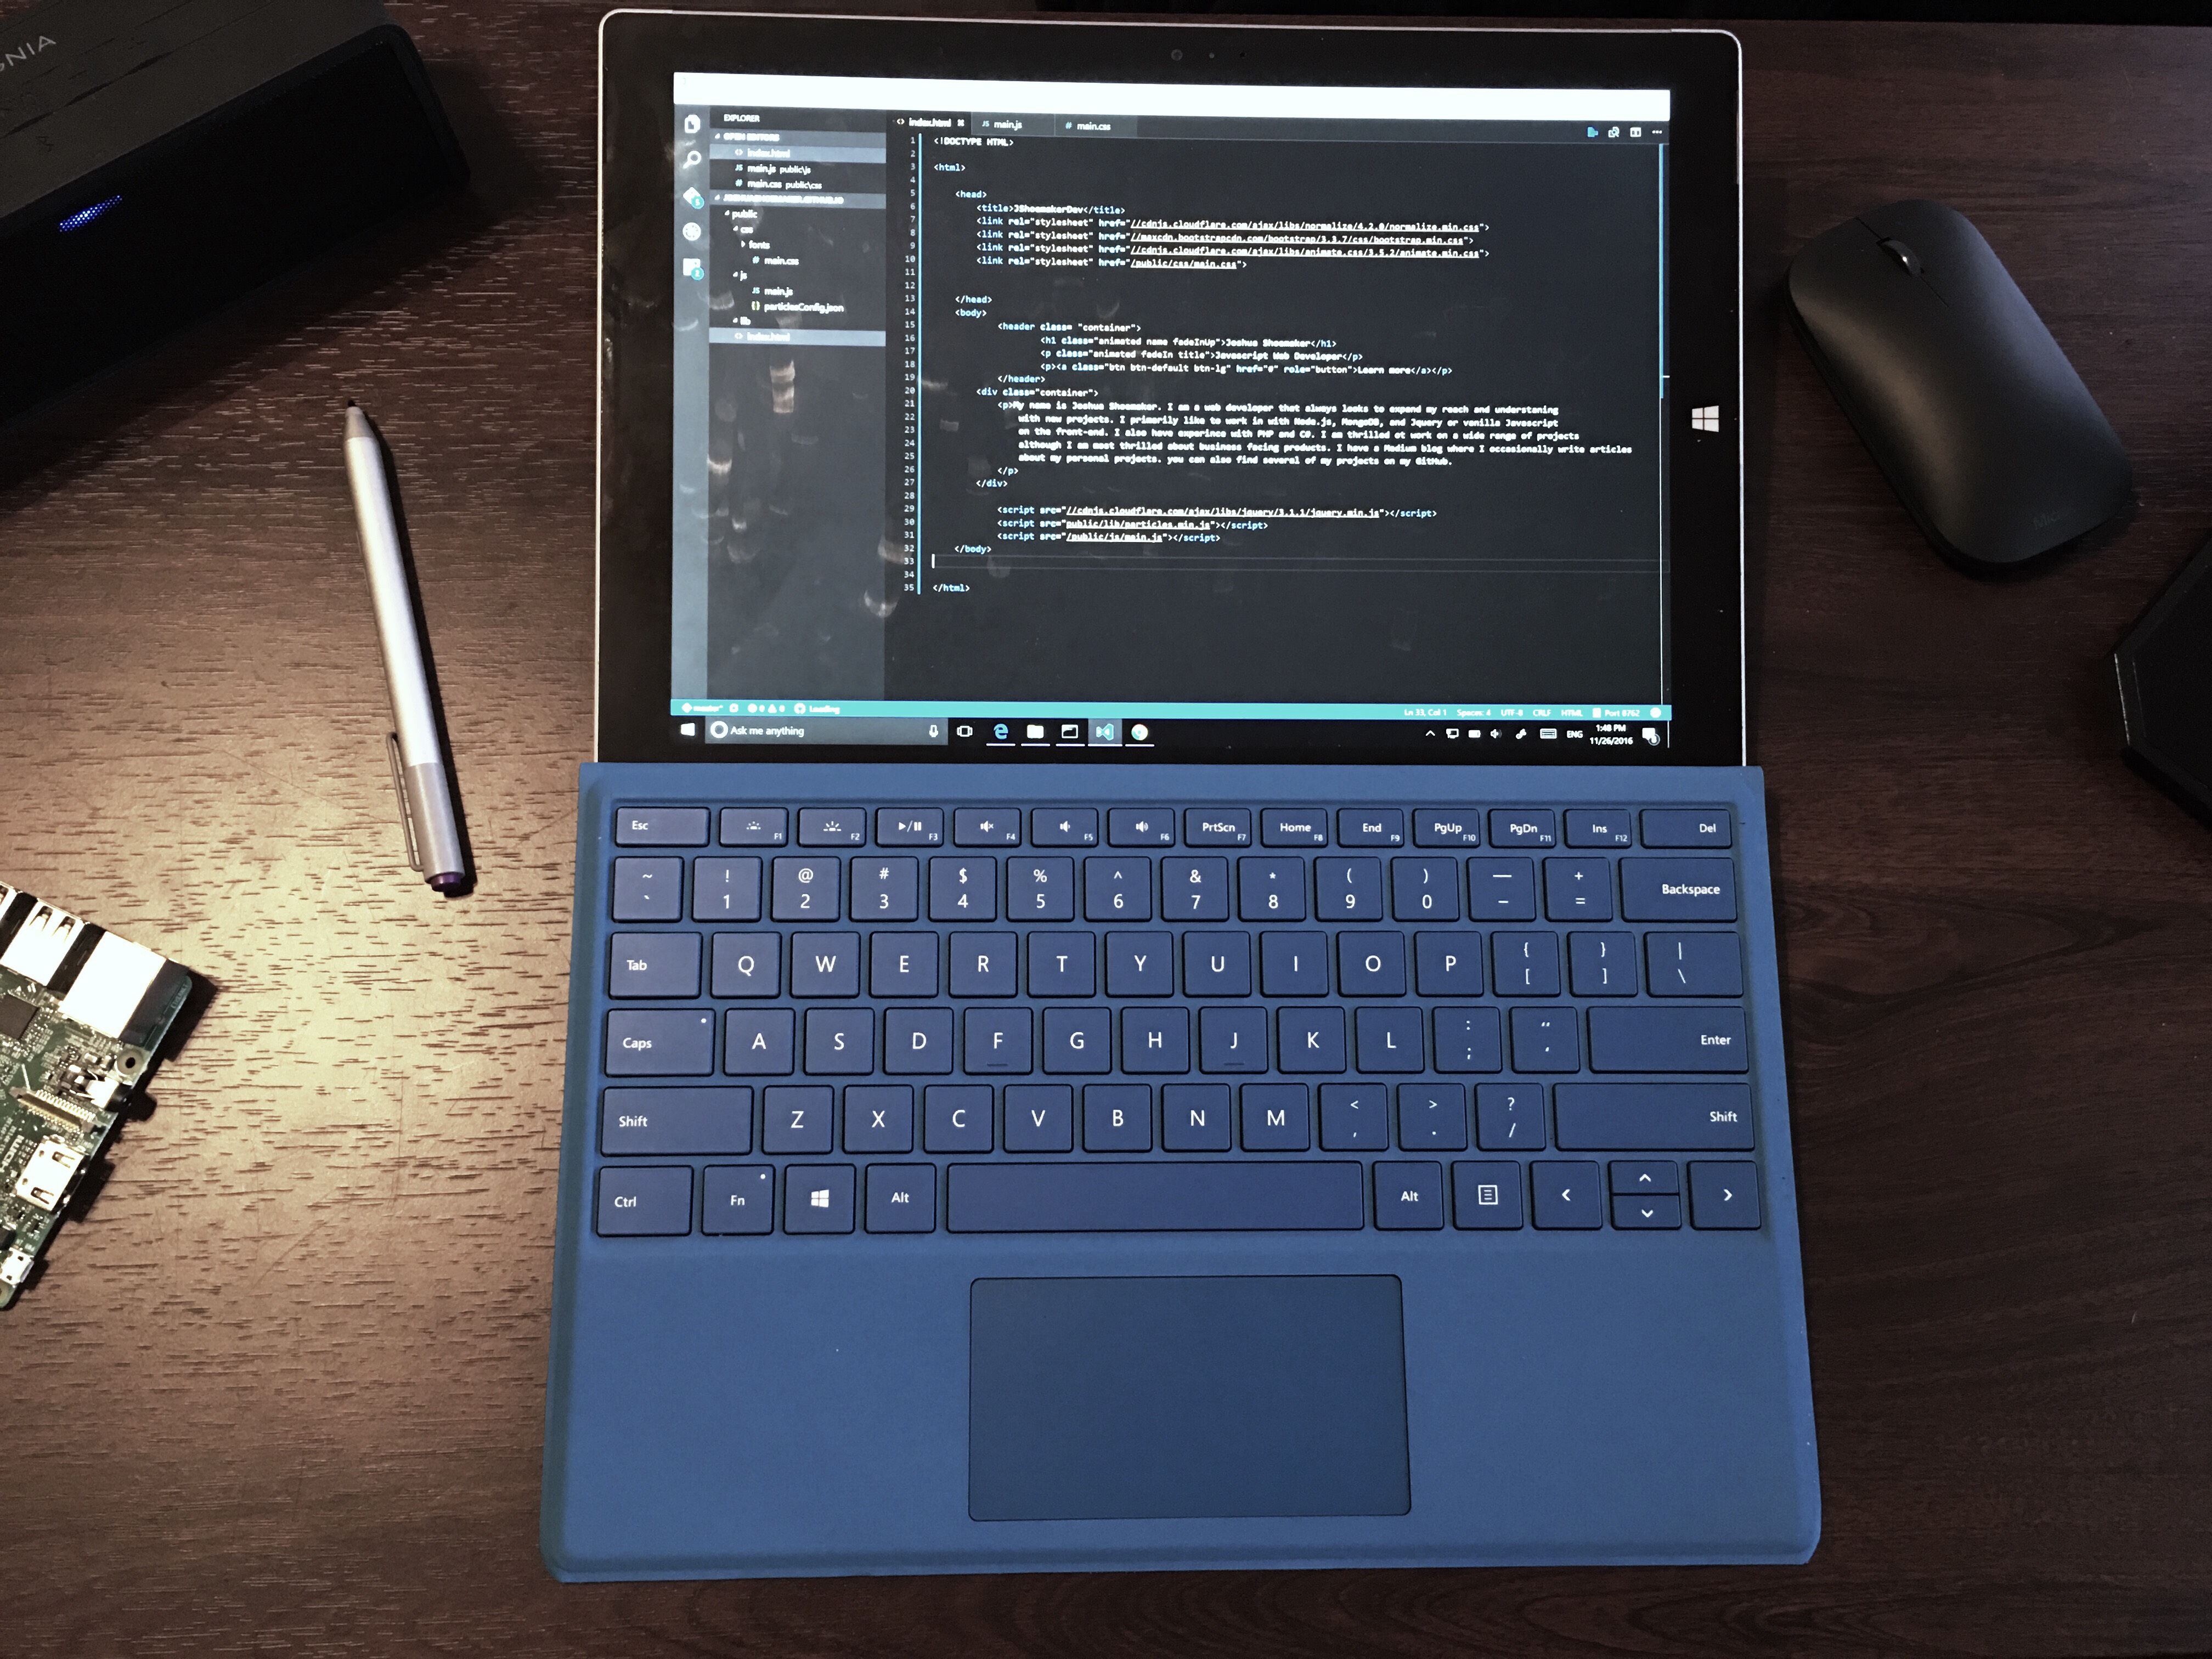 EXPLORER
OPEN EDITORS
index.html
main.js public\js
main.css public\css
JOSHUASHOEMAKER.GITHUB.IO
public
css
fonts
main.css
js
main.js
particlesConfig.json
lib
index.html
index.html main.js main.css
1 <!DOCTYPE HTML>
2
3 <html>
4
5 <head>
6 <title>JShoemakerDev</title>
7 <link rel="stylesheet" href="//cdnjs.cloudflare.com/ajax/libs/normalize/4.2.0/normalize.min.css">
8 <link rel="stylesheet" href="//maxcdn.bootstrapcdn.com/bootstrap/3.3.7/css/bootstrap.min.css">
9 <link rel="stylesheet" href="//cdnjs.cloudflare.com/ajax/libs/animate.css/3.5.2/animate.min.css">
10 <link rel="stylesheet" href="/public/css/main.css">
11
12
13 </head>
14 <body>
15 <header class= "container">
16 <h1 class="animated name fadeInUp">Joshua Shoemaker</h1>
17 <p class="animated fadeIn title">Javascript Web Developer</p>
18 <p><a class="btn btn-default btn-lg" href="#" role="button">Learn more</a></p>
19 </header>
20 <div class="container">
21 <p>My name is Joshua Shoemaker. I am a web developer that always looks to expand my reach and understaning
22 with new projects. I primarily like to work in with Node.js, MongoDB, and Jquery or vanilla Javascript
23 on the front-end. I also have experince with PHP and C#. I am thrilled ot work on a wide range of projects
24 although I am most thrilled about business facing products. I have a Medium blog where I occasionally write articles
25 about my personal projects. you can also find several of my projects on my GitHub.
26 </p>
27 </div>
28
29 <script src="//cdnjs.cloudflare.com/ajax/libs/jquery/3.1.1/jquery.min.js"></script>
30 <script src="public/lib/particles.min.js"></script>
31 <script src="/public/js/main.js"></script>
32 </body>
33
34
35 </html>
master* 0 0 Loading Ln 33, Col 1 Spaces: 4 UTF-8 CRLF HTML Port 8762
Ask me anything ENG 1:48 PM
11/26/2016
Esc F1 F2 F3 F4 F5 F6 PrtScn F7 Home F8 End F9 PgUp F10 PgDn F11 Ins F12 Del
~ ! @ # $ % ^ & * ( ) — +
` 1 2 3 4 5 6 7 8 9 0 - = Backspace
Tab Q W E R T Y U I O P { [ } ] | \
Caps A S D F G H J K L : ; “ ' Enter
Shift Z X C V B N M < , > . ? / Shift
Ctrl Fn Alt Alt